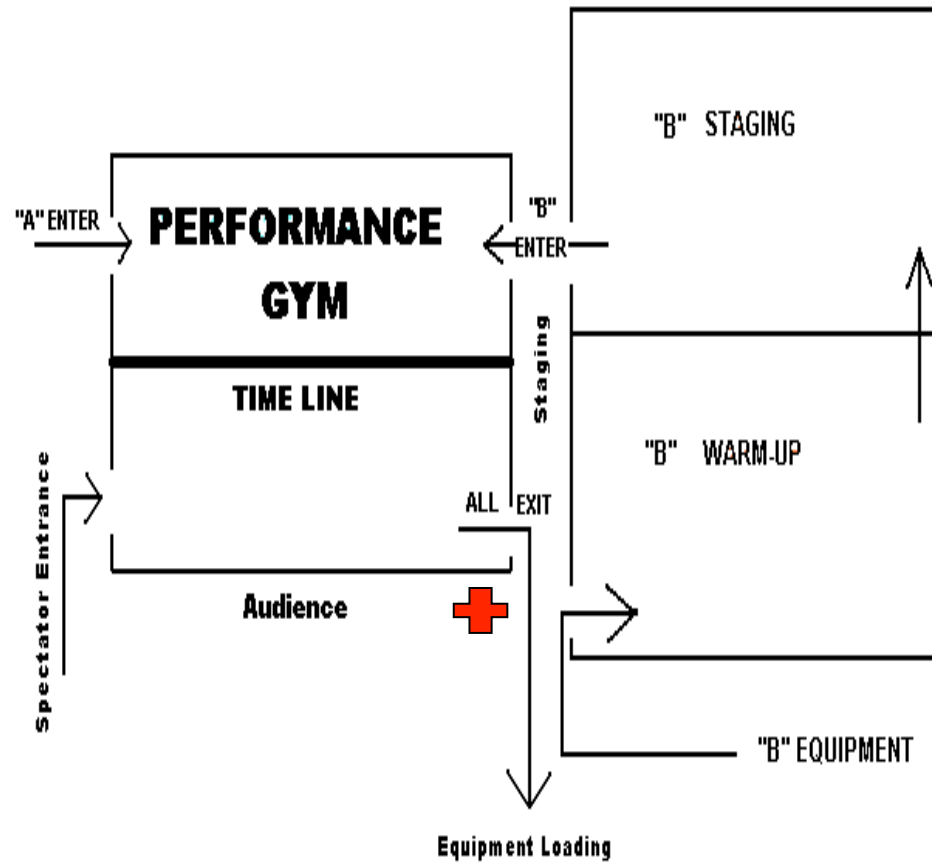 "B" STAGING
"A" ENTER
PERFORMANCE
GYM
"B"
ENTER
Staging
TIME LINE
"B" WARM-UP
Spectator Entrance
ALL EXIT
Audience
"B" EQUIPMENT
Equipment Loading